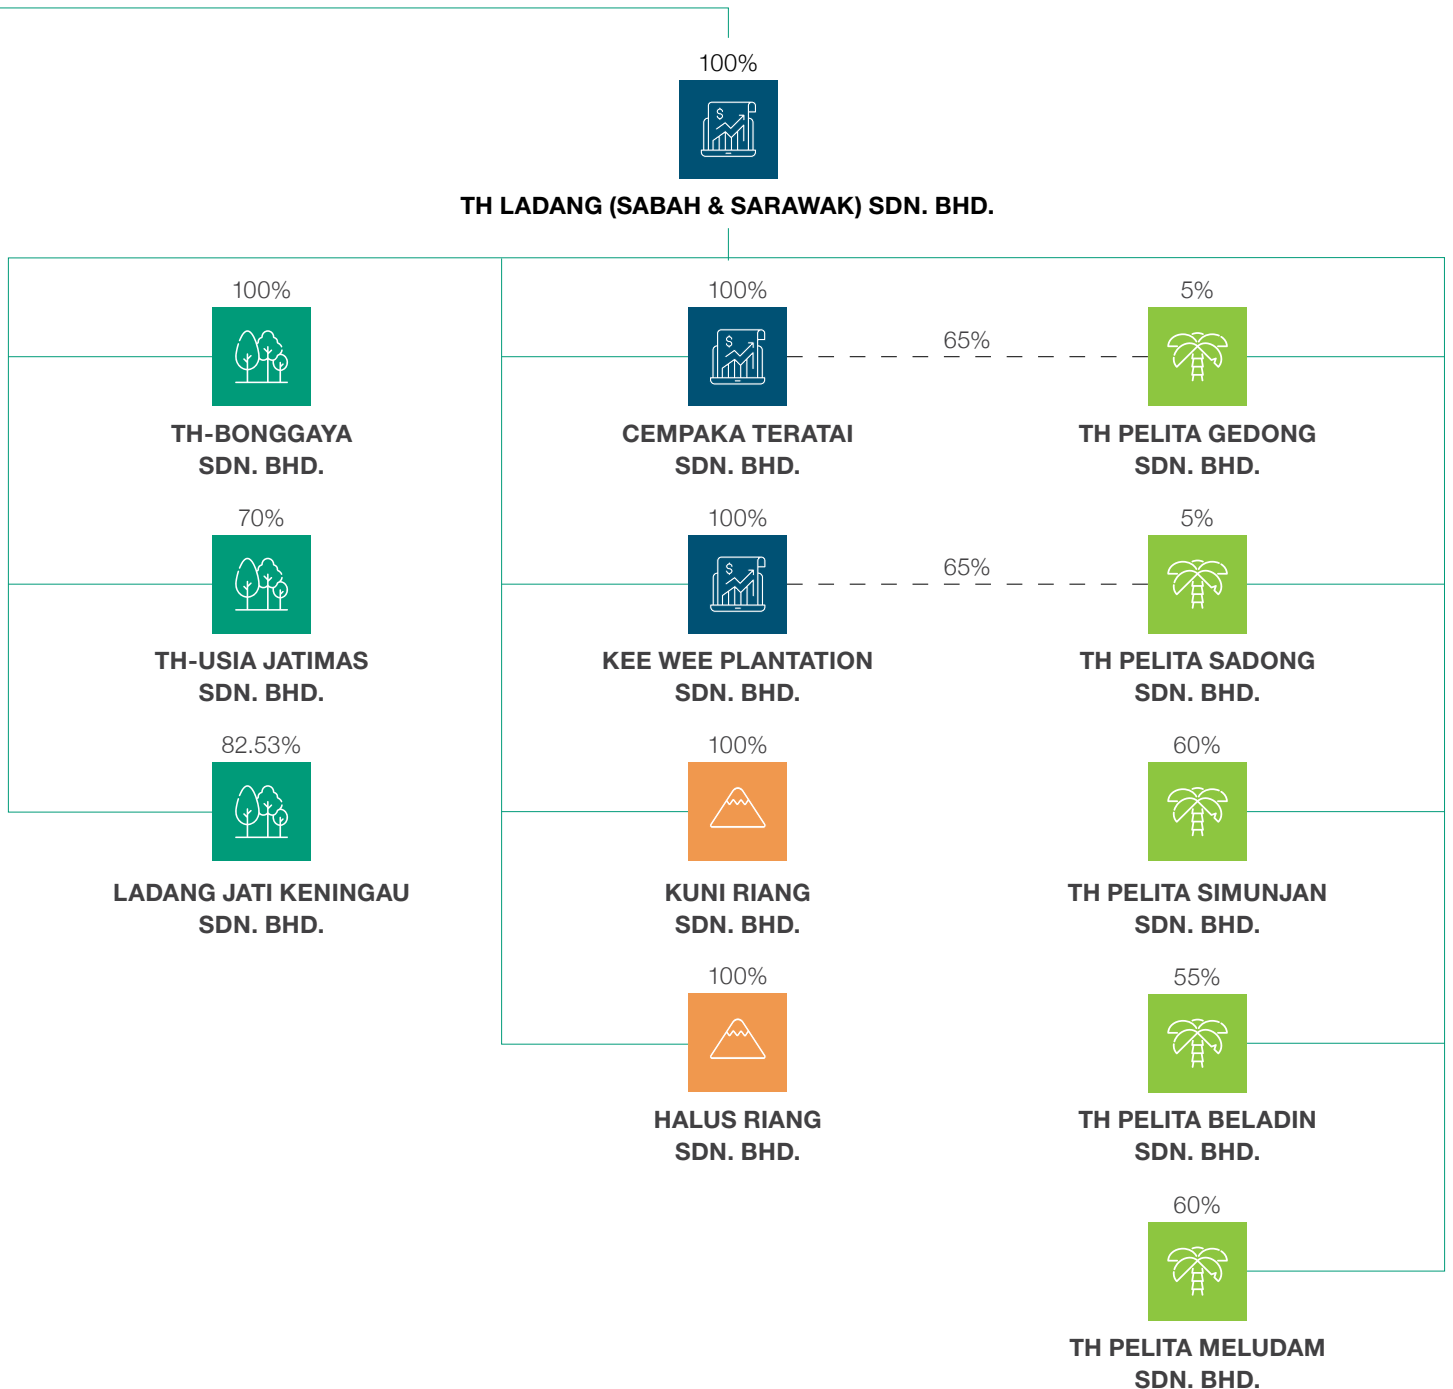 100%
TH LADANG (SABAH & SARAWAK) SDN. BHD.
100%
TH-BONGGAYA
SDN. BHD.
70%
TH-USIA JATIMAS
SDN. BHD.
82.53%
LADANG JATI KENINGAU
SDN. BHD.
100%
CEMPAKA TERATAI
SDN. BHD.
65%
100%
KEE WEE PLANTATION
SDN. BHD.
65%
100%
KUNI RIANG
SDN. BHD.
100%
HALUS RIANG
SDN. BHD.
5%
TH PELITA GEDONG
SDN. BHD.
5%
TH PELITA SADONG
SDN. BHD.
60%
TH PELITA SIMUNJAN
SDN. BHD.
55%
TH PELITA BELADIN
SDN. BHD.
60%
TH PELITA MELUDAM
SDN. BHD.